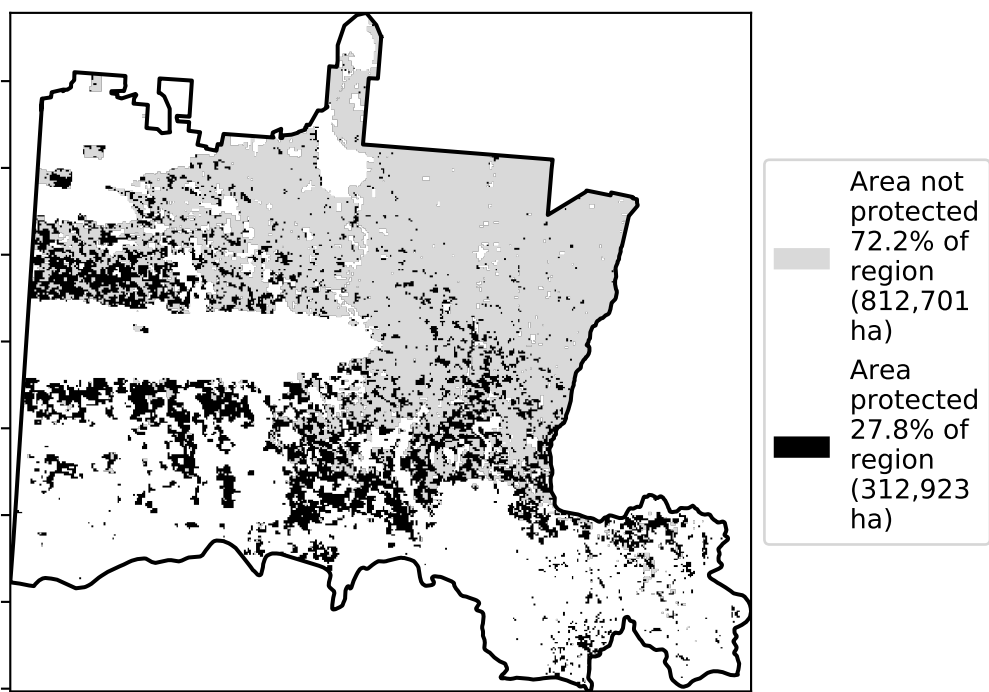 Area not
protected
72.2% of
region
(812,701
ha)
Area
protected
27.8% of
region
(312,923
ha)